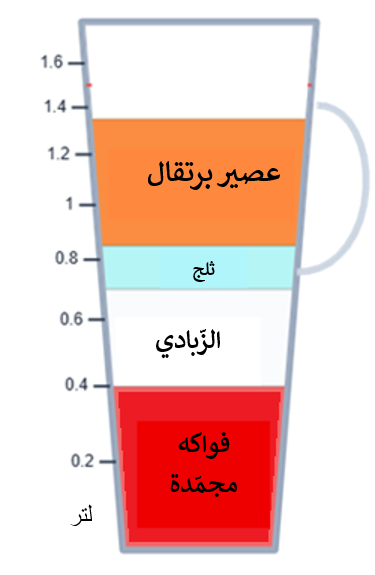 1.6
1.4
عصير برتقال
1.2
1
0.8
ثلج
0.6
الزّبادي
0.4
فواكه
مجمّدة
0.2
لتر